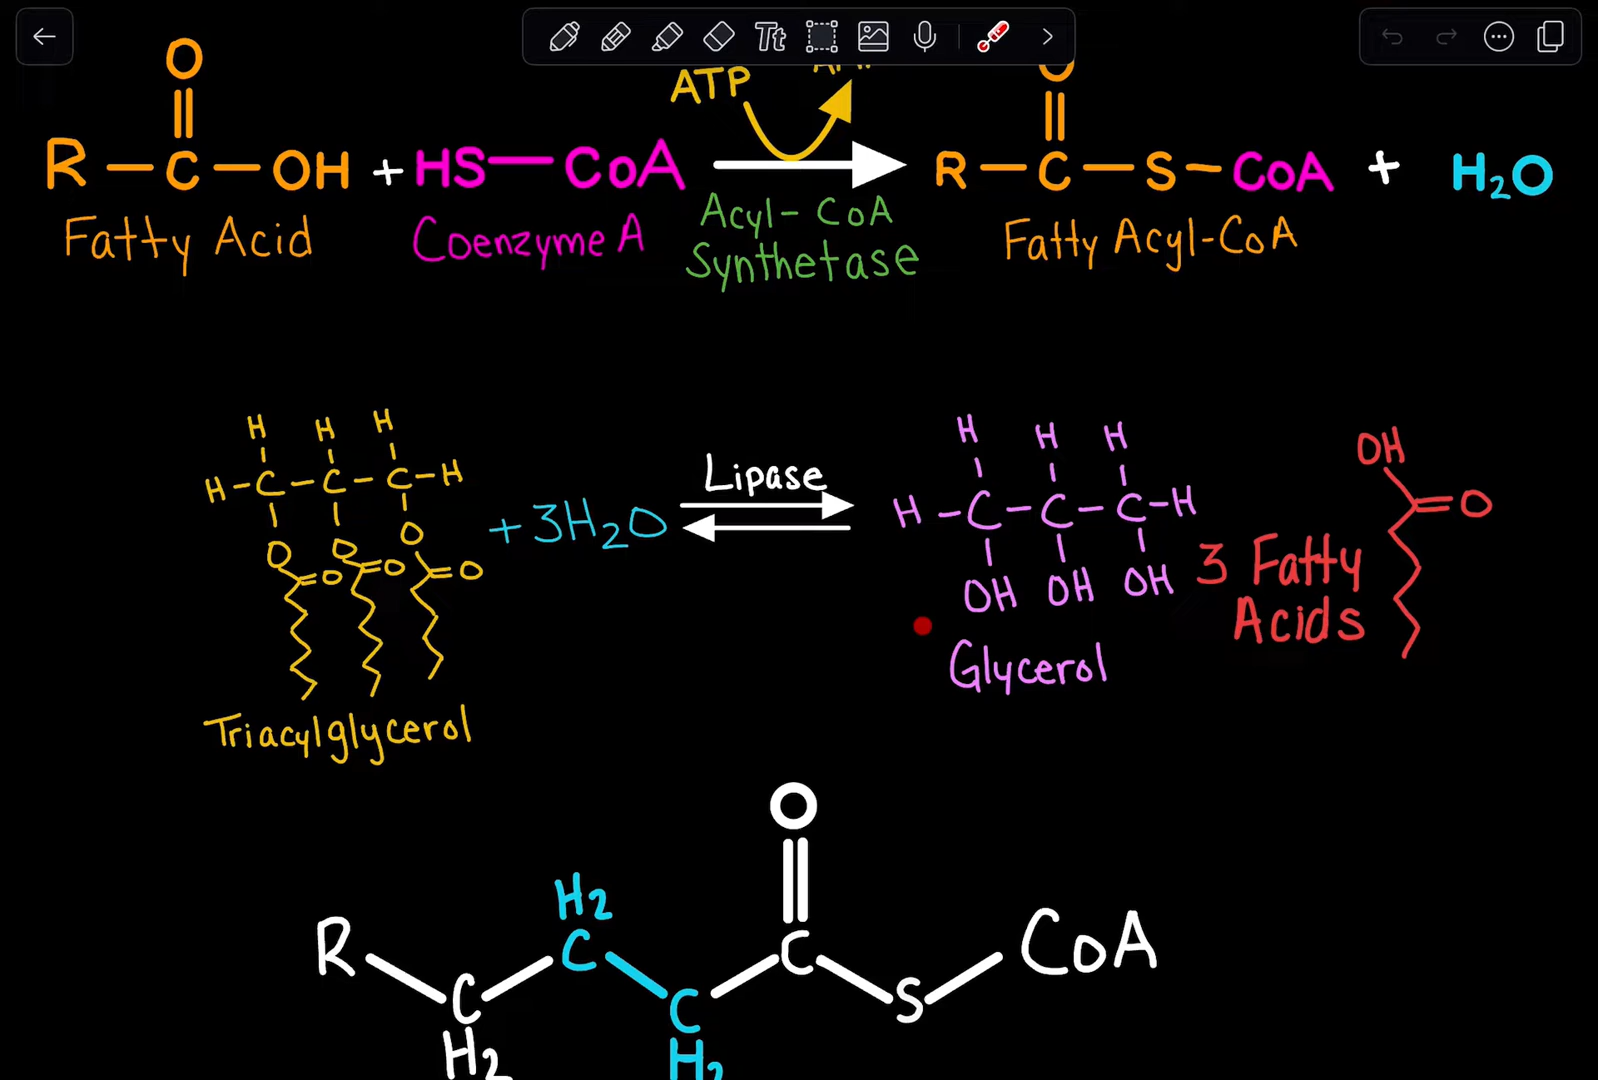 Tt
O
ATP
O
R – C – OH + HS — CoA R – C – S – CoA + H₂O
Acyl-CoA
Synthetase
Fatty Acid Coenzyme A Fatty Acyl-CoA
H H H
H – C – C – C – H
O O O
O O O
+ 3H₂O
Triacylglycerol
Lipase
H H H
H – C – C – C – H
OH OH OH
Glycerol
3 Fatty
Acids
OH
O
O
H₂
R C C CoA
C C S
H₂ H₂